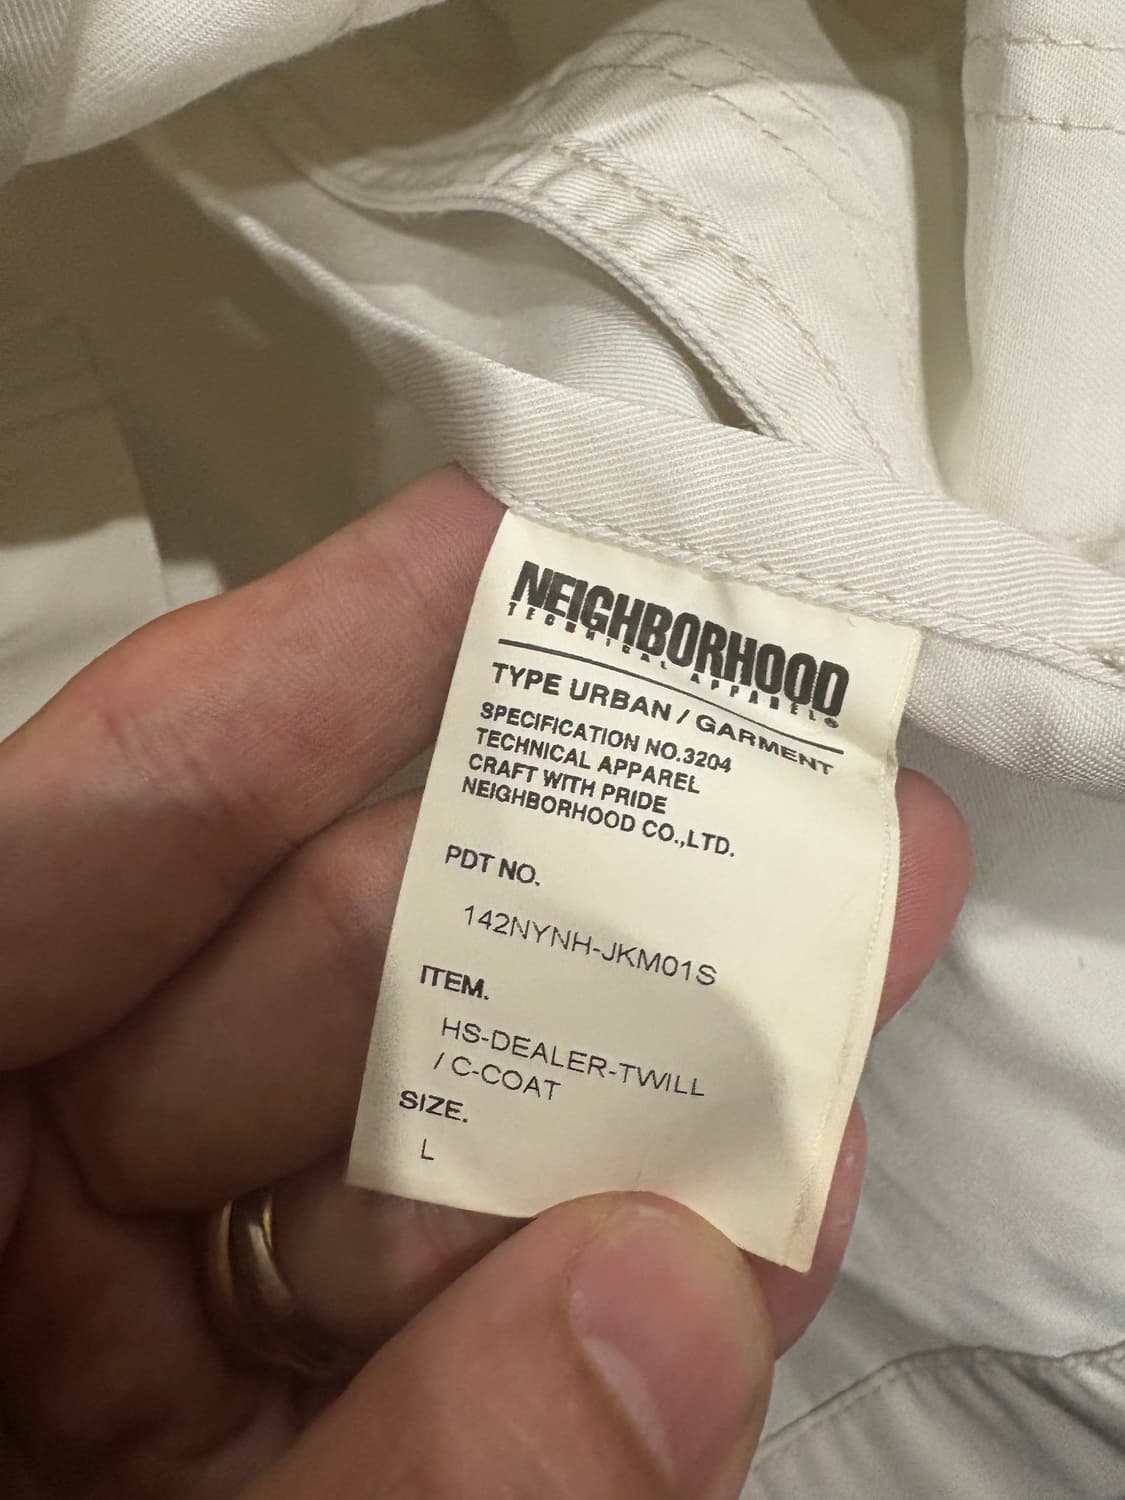 NEIGHBORHOOD
TECHNICAL APPAREL®
TYPE URBAN / GARMENT
SPECIFICATION NO.3204
TECHNICAL APPAREL
CRAFT WITH PRIDE
NEIGHBORHOOD CO.,LTD.
PDT NO.
142NYNH-JKM01S
ITEM.
HS-DEALER-TWILL
/ C-COAT
SIZE.
L